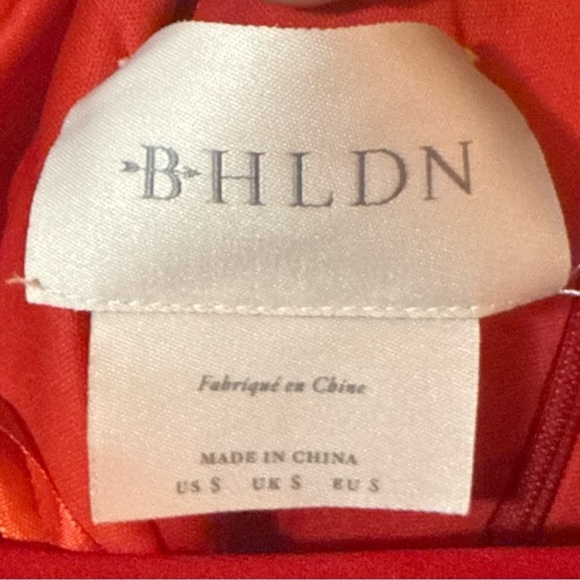 BHLDN
Fabriqué en Chine
MADE IN CHINA
US S UK S EU S